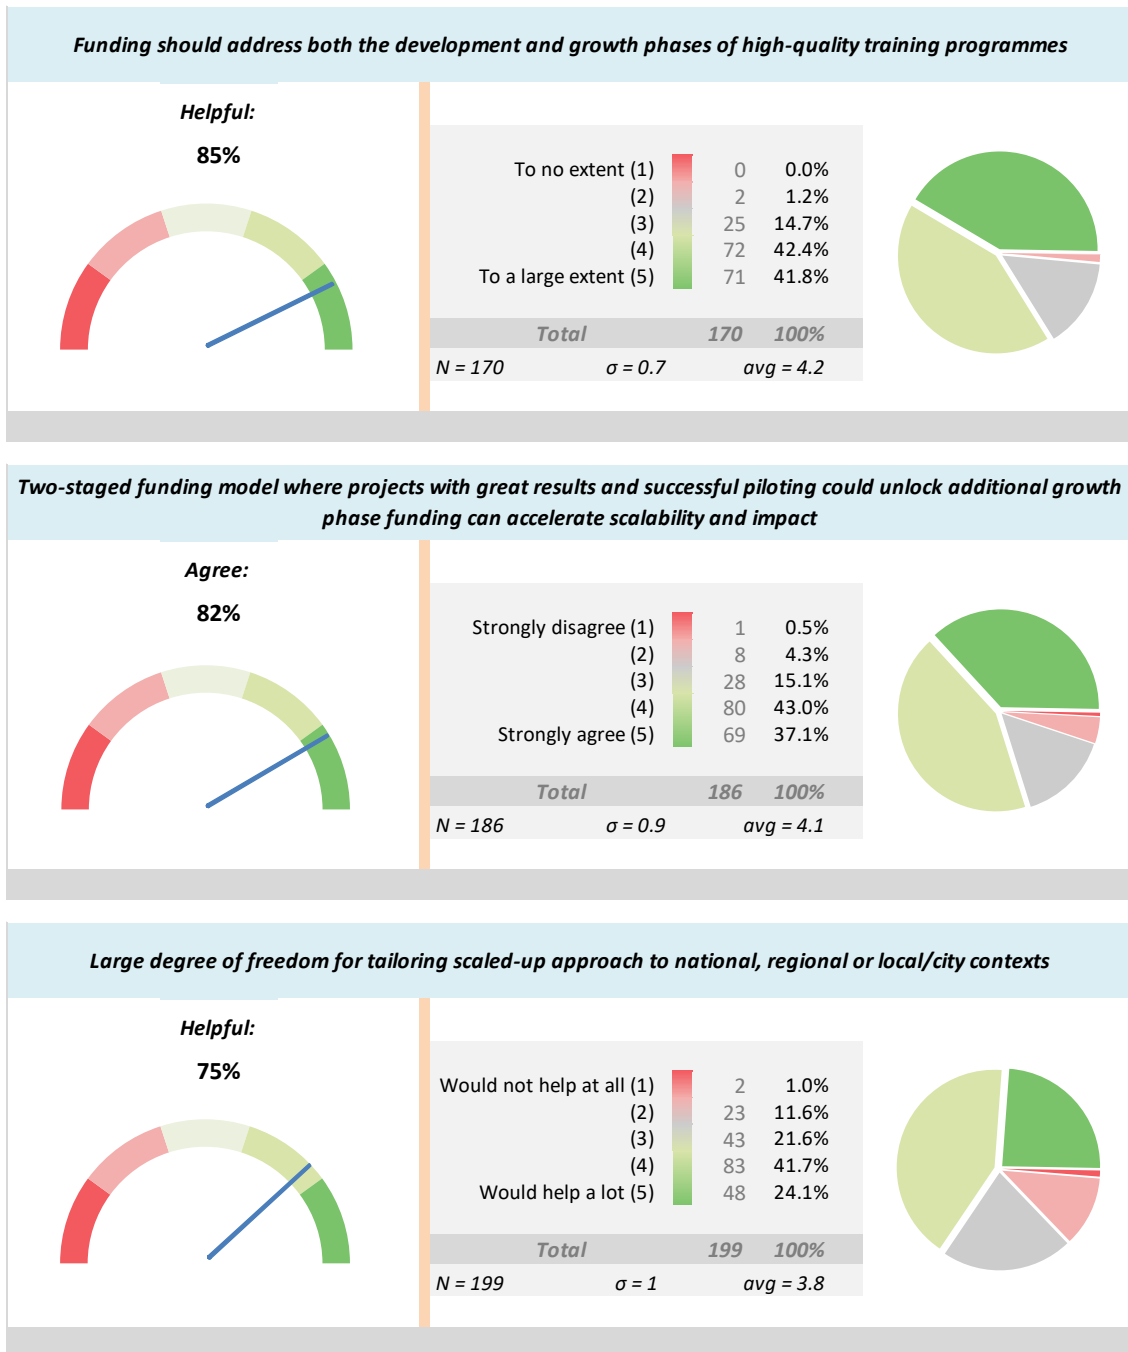 Funding should address both the development and growth phases of high-quality training programmes
Helpful:
85%
To no extent (1) 0 0.0%
(2) 2 1.2%
(3) 25 14.7%
(4) 72 42.4%
To a large extent (5) 71 41.8%
Total 170 100%
N = 170 σ = 0.7 avg = 4.2
Two-staged funding model where projects with great results and successful piloting could unlock additional growth
phase funding can accelerate scalability and impact
Agree:
82%
Strongly disagree (1) 1 0.5%
(2) 8 4.3%
(3) 28 15.1%
(4) 80 43.0%
Strongly agree (5) 69 37.1%
Total 186 100%
N = 186 σ = 0.9 avg = 4.1
Large degree of freedom for tailoring scaled-up approach to national, regional or local/city contexts
Helpful:
75%
Would not help at all (1) 2 1.0%
(2) 23 11.6%
(3) 43 21.6%
(4) 83 41.7%
Would help a lot (5) 48 24.1%
Total 199 100%
N = 199 σ = 1 avg = 3.8